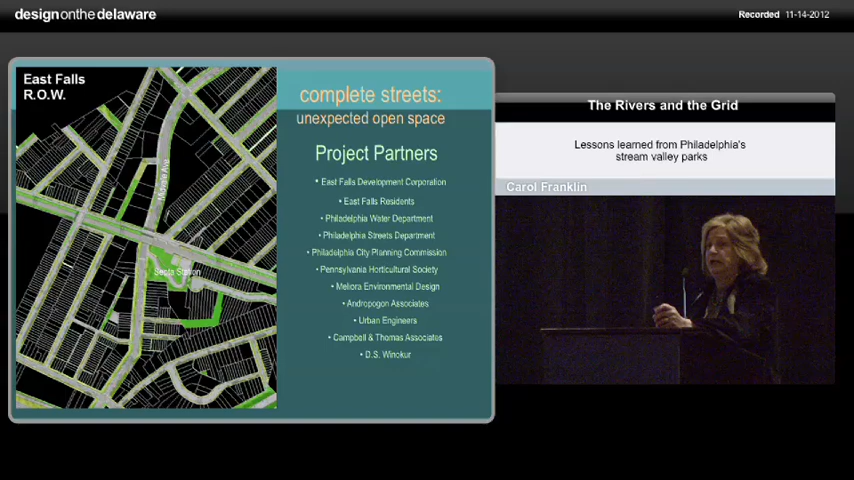 designonthedelaware
Recorded 11-14-2012
East Falls
R.O.W.
Midvale Ave
Septa Station
complete streets:
unexpected open space
Project Partners
• East Falls Development Corporation
• East Falls Residents
• Philadelphia Water Department
• Philadelphia Streets Department
• Philadelphia City Planning Commission
• Pennsylvania Horticultural Society
• Meliora Environmental Design
• Andropogon Associates
• Urban Engineers
• Campbell & Thomas Associates
• D.S. Winokur
The Rivers and the Grid
Lessons learned from Philadelphia's
stream valley parks
Carol Franklin